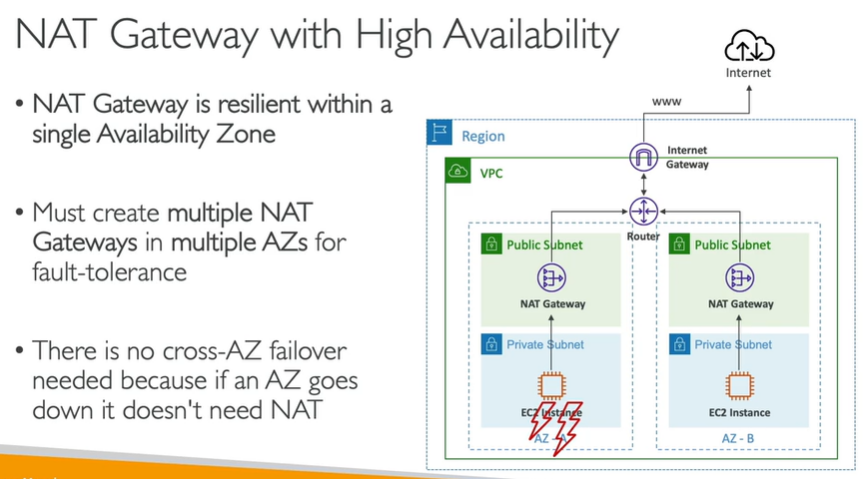 NAT Gateway with High Availability
• NAT Gateway is resilient within a
single Availability Zone
• Must create multiple NAT
Gateways in multiple AZs for
fault-tolerance
• There is no cross-AZ failover
needed because if an AZ goes
down it doesn't need NAT
Internet
www
Region
Internet
Gateway
VPC
Router
Public Subnet
NAT Gateway
Private Subnet
EC2 Instance
AZ - A
Public Subnet
NAT Gateway
Private Subnet
EC2 Instance
AZ - B